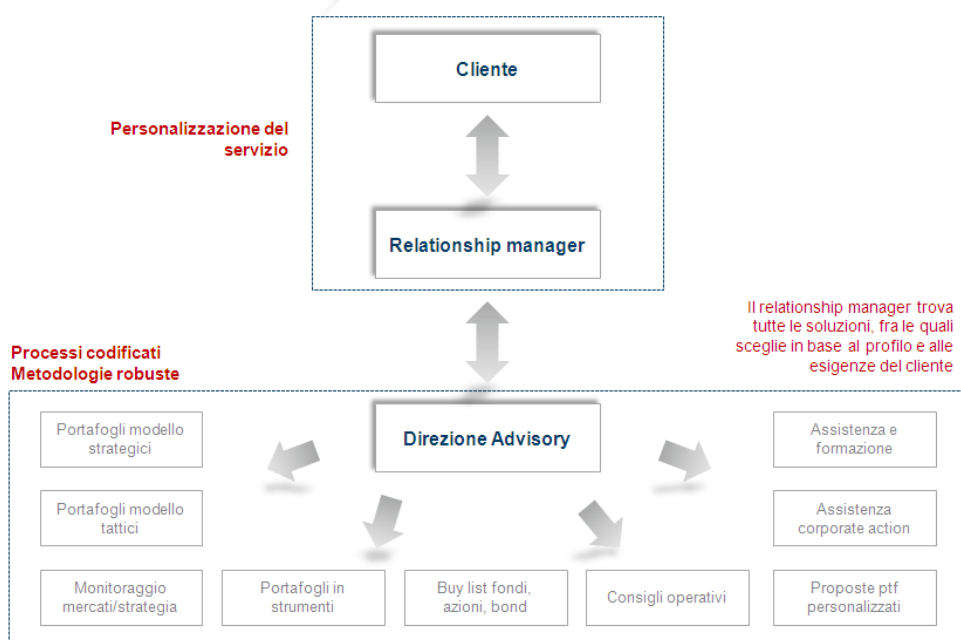 Cliente
Personalizzazione del
servizio
Relationship manager
Il relationship manager trova
tutte le soluzioni, fra le quali
sceglie in base al profilo e alle
esigenze del cliente
Processi codificati
Metodologie robuste
Direzione Advisory
Portafogli modello
strategici
Assistenza e
formazione
Portafogli modello
tattici
Assistenza
corporate action
Monitoraggio
mercati/strategia
Portafogli in
strumenti
Buy list fondi,
azioni, bond
Consigli operativi
Proposte ptf
personalizzati